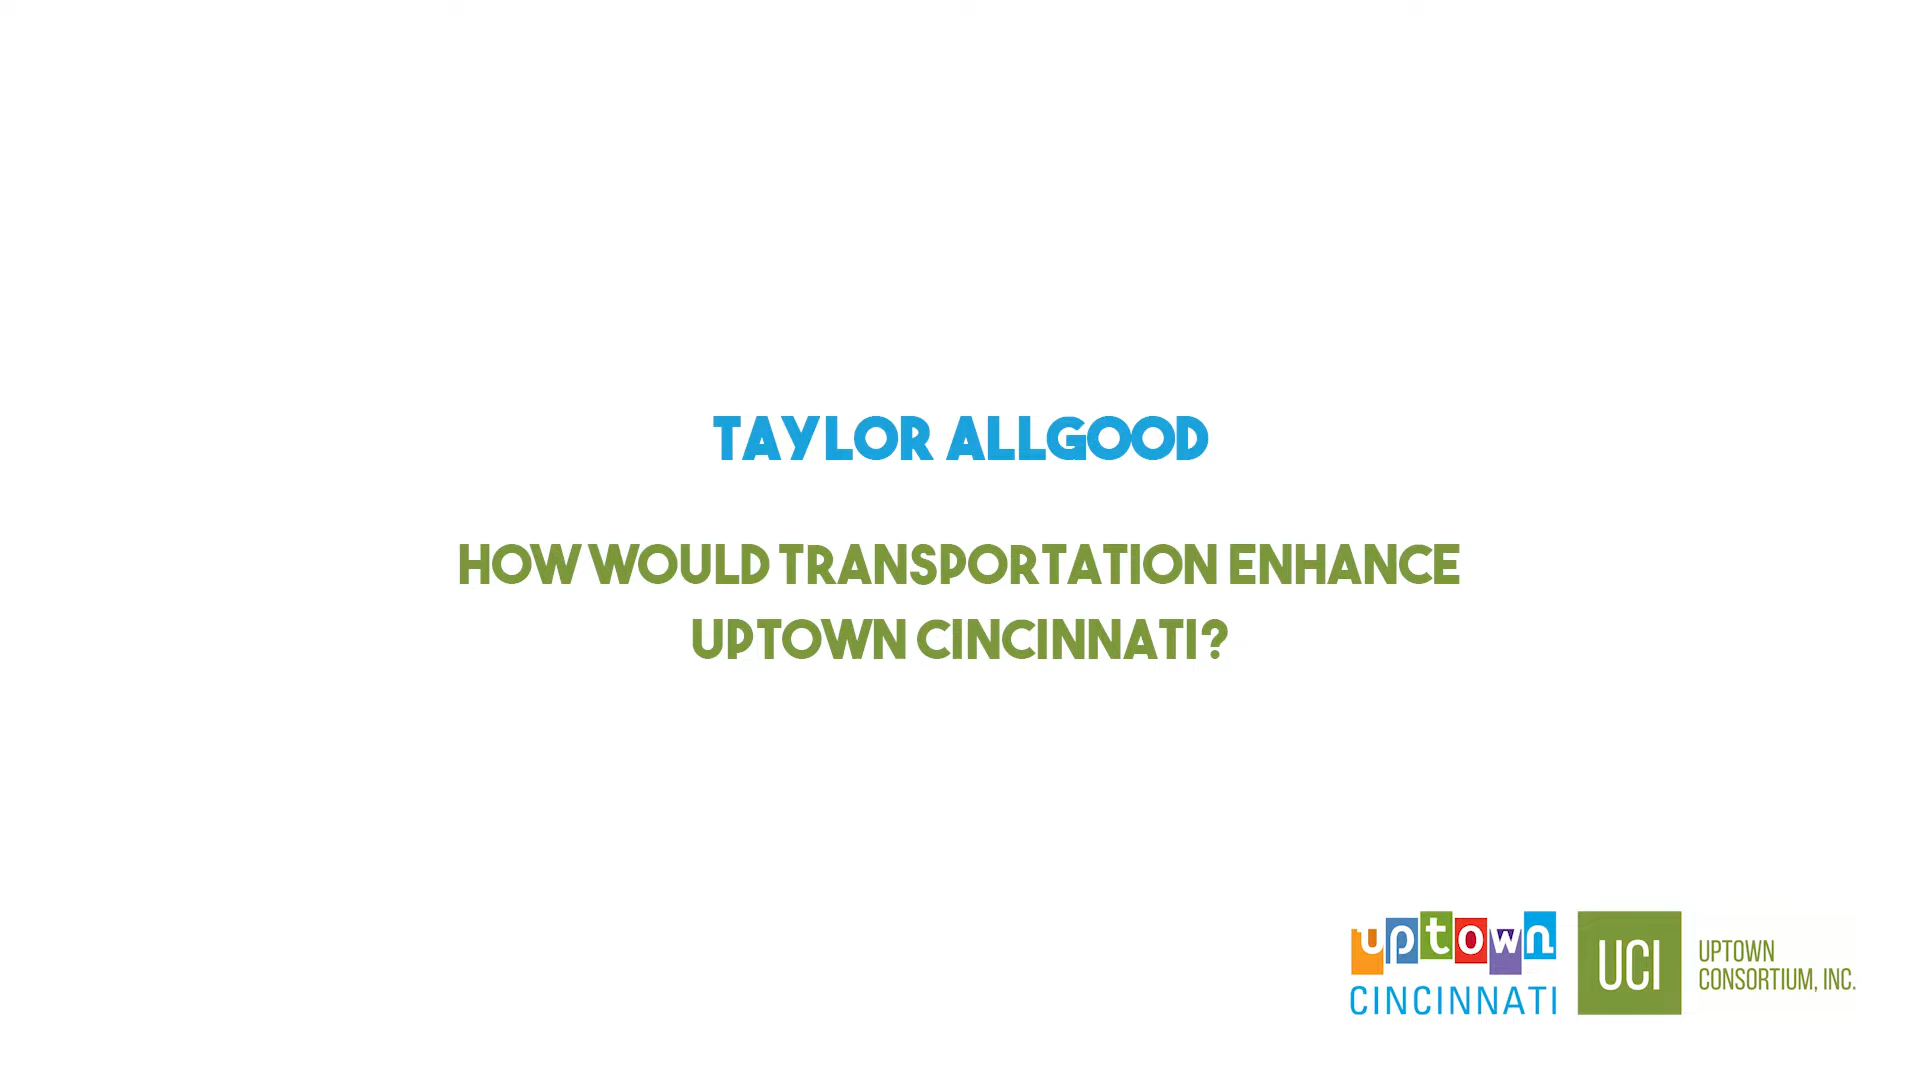 TAYLOR ALLGOOD
HOW WOULD TRANSPORTATION ENHANCE
UPTOWN CINCINNATI?
uptown
CINCINNATI
UCI
UPTOWN
CONSORTIUM, INC.